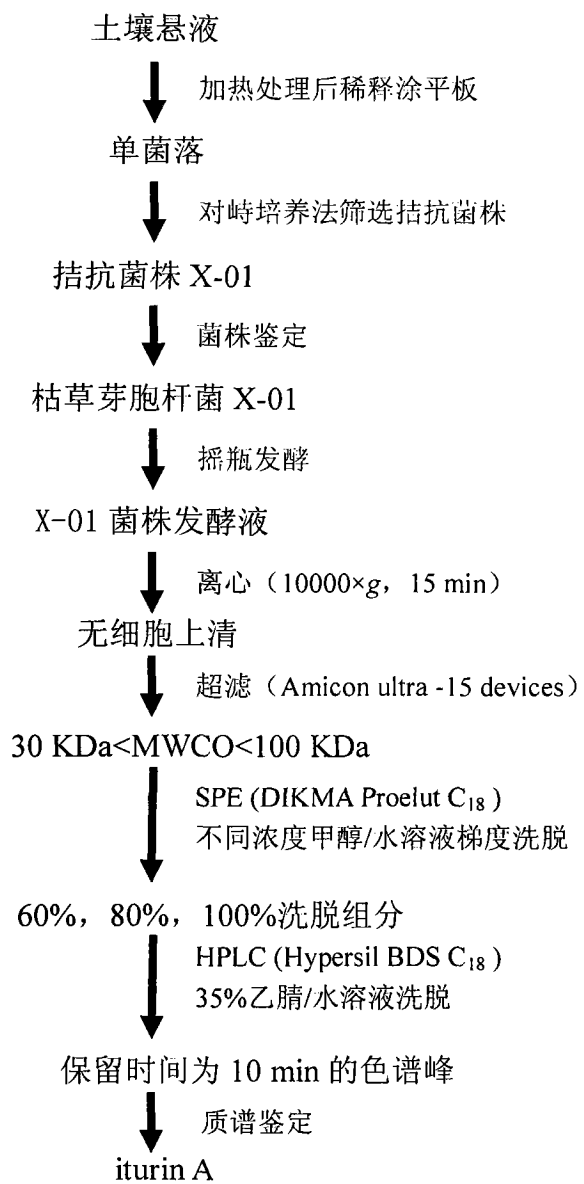 土壤悬液
加热处理后稀释涂平板
单菌落
对峙培养法筛选拮抗菌株
拮抗菌株 X-01
菌株鉴定
枯草芽胞杆菌 X-01
摇瓶发酵
X-01 菌株发酵液
离心（10000×g，15 min）
无细胞上清
超滤（Amicon ultra -15 devices）
30 KDa<MWCO<100 KDa
SPE (DIKMA Proelut C₁₈ )
不同浓度甲醇/水溶液梯度洗脱
60%，80%，100%洗脱组分
HPLC (Hypersil BDS C₁₈ )
35%乙腈/水溶液洗脱
保留时间为 10 min 的色谱峰
质谱鉴定
iturin A